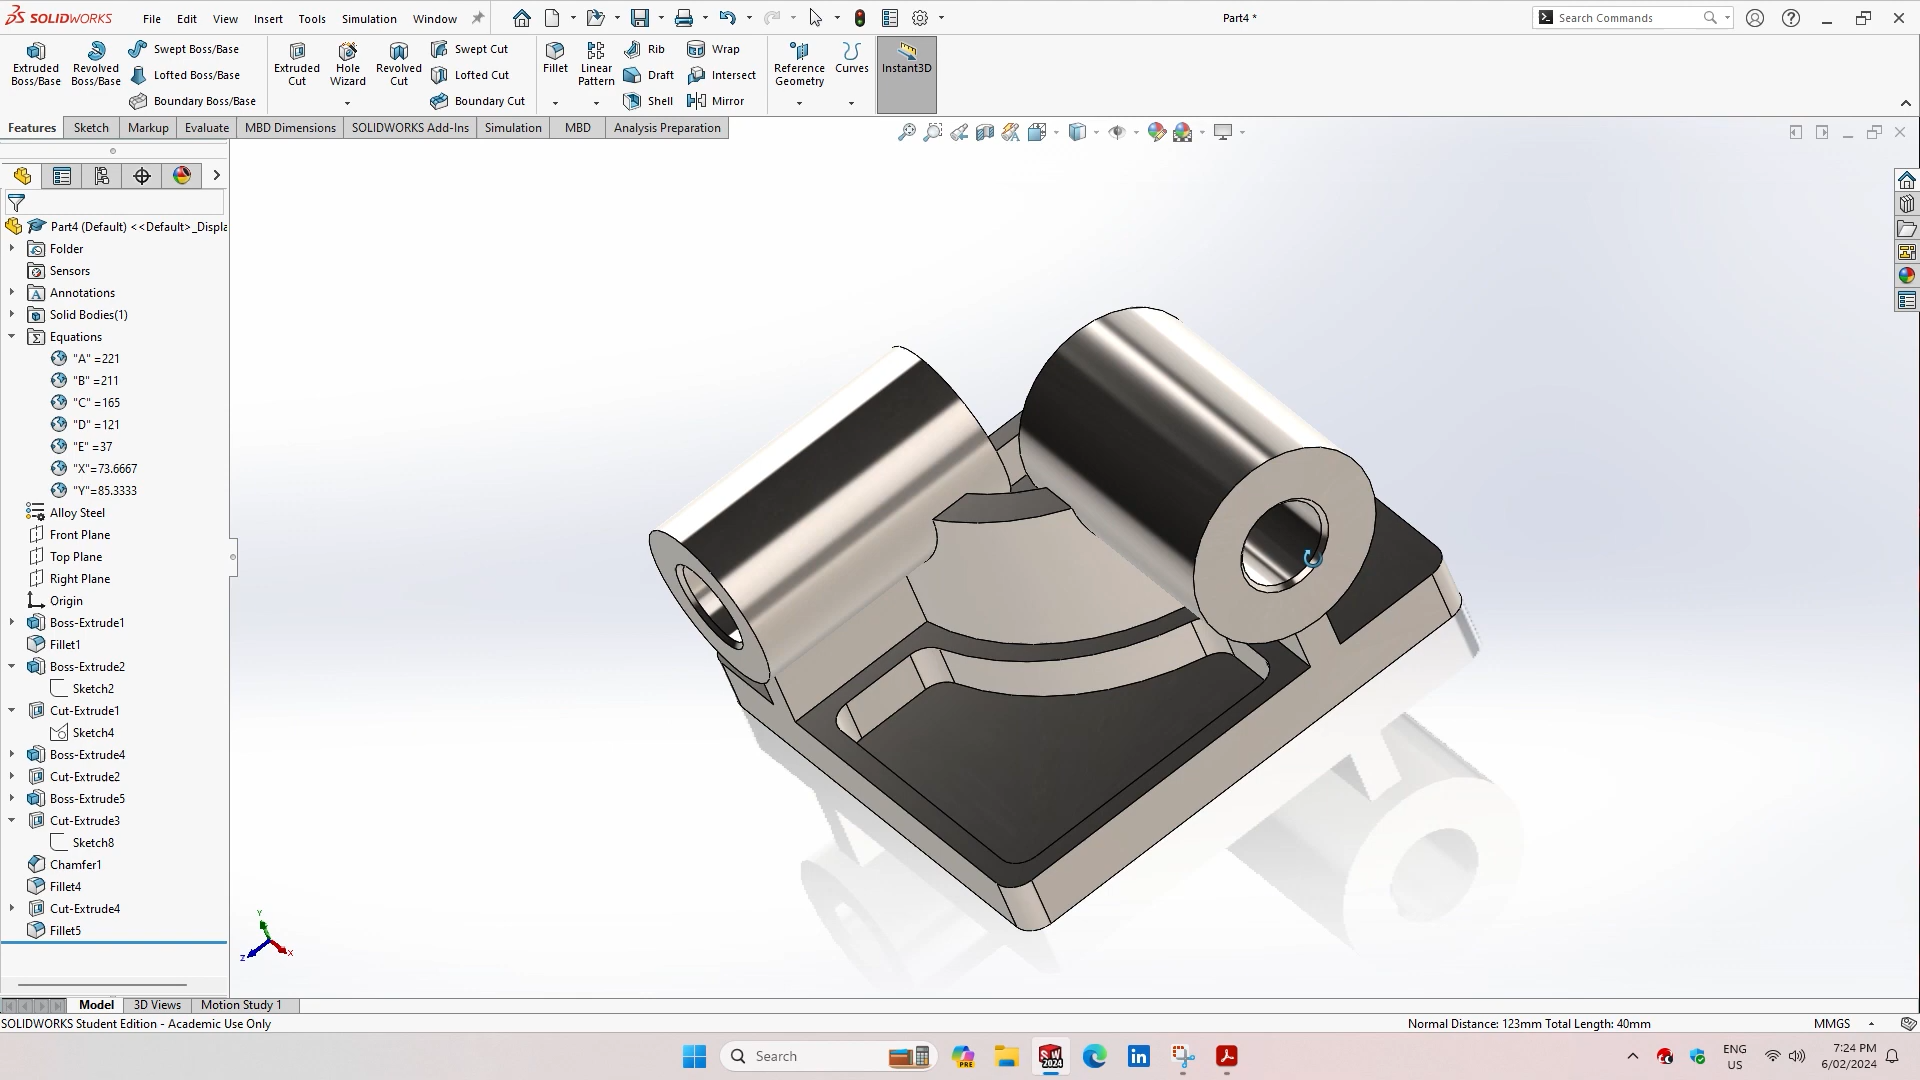 SOLIDWORKS File Edit View Insert Tools Simulation Window Part4 * Search Commands
Extruded Boss/Base
Revolved Boss/Base
Swept Boss/Base
Lofted Boss/Base
Boundary Boss/Base
Extruded Cut
Hole Wizard
Revolved Cut
Swept Cut
Lofted Cut
Boundary Cut
Fillet
Linear Pattern
Rib
Draft
Shell
Wrap
Intersect
Mirror
Reference Geometry
Curves
Instant3D
Features Sketch Markup Evaluate MBD Dimensions SOLIDWORKS Add-Ins Simulation MBD Analysis Preparation
Part4 (Default) <<Default>_Displa
Folder
Sensors
Annotations
Solid Bodies(1)
Equations
"A" =221
"B" =211
"C" =165
"D" =121
"E" =37
"X"=73.6667
"Y"=85.3333
Alloy Steel
Front Plane
Top Plane
Right Plane
Origin
Boss-Extrude1
Fillet1
Boss-Extrude2
Sketch2
Cut-Extrude1
Sketch4
Boss-Extrude4
Cut-Extrude2
Boss-Extrude5
Cut-Extrude3
Sketch8
Chamfer1
Fillet4
Cut-Extrude4
Fillet5
Y
Z
X
Model 3D Views Motion Study 1
SOLIDWORKS Student Edition - Academic Use Only Normal Distance: 123mm Total Length: 40mm MMGS
Search
PRE
SW
2024
in
ENG
US
7:24 PM
6/02/2024